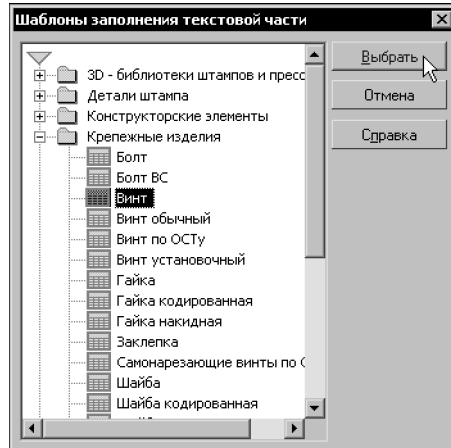 Шаблоны заполнения текстовой части
3D - библиотеки штампов и пресс
Детали штампа
Конструкторские элементы
Крепежные изделия
Болт
Болт ВС
Винт
Винт обычный
Винт по ОСТу
Винт установочный
Гайка
Гайка кодированная
Гайка накидная
Заклепка
Самонарезающие винты по
Шайба
Шайба кодированная
Выбрать
Отмена
Справка